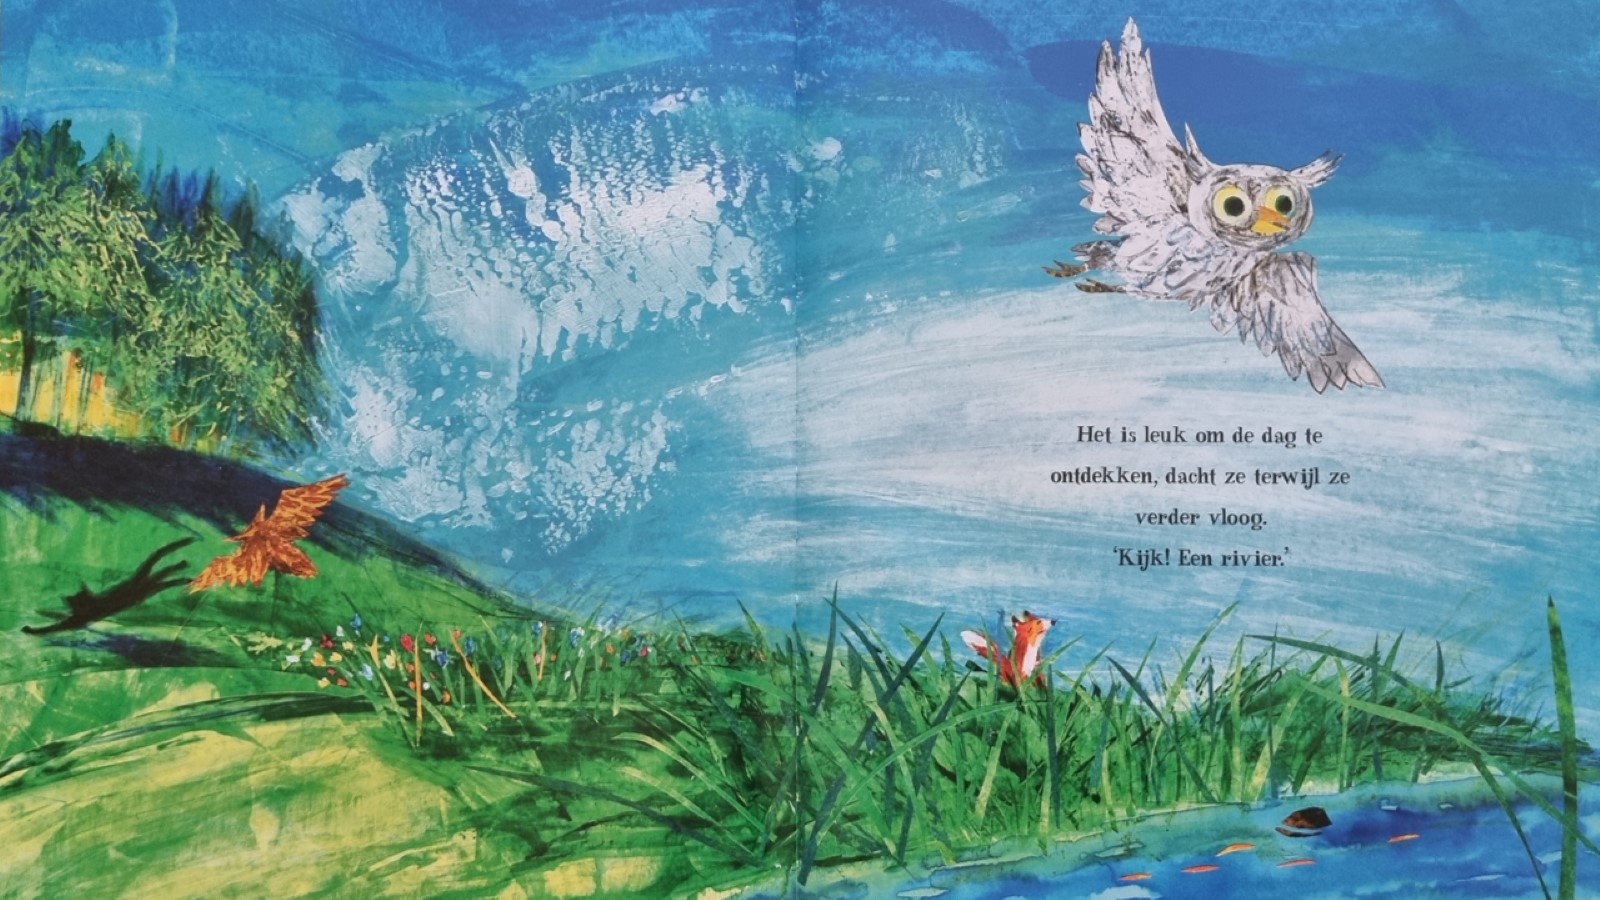 Het is leuk om de dag te
ontdekken, dacht ze terwijl ze
verder vloog.
‘Kijk! Een rivier.’